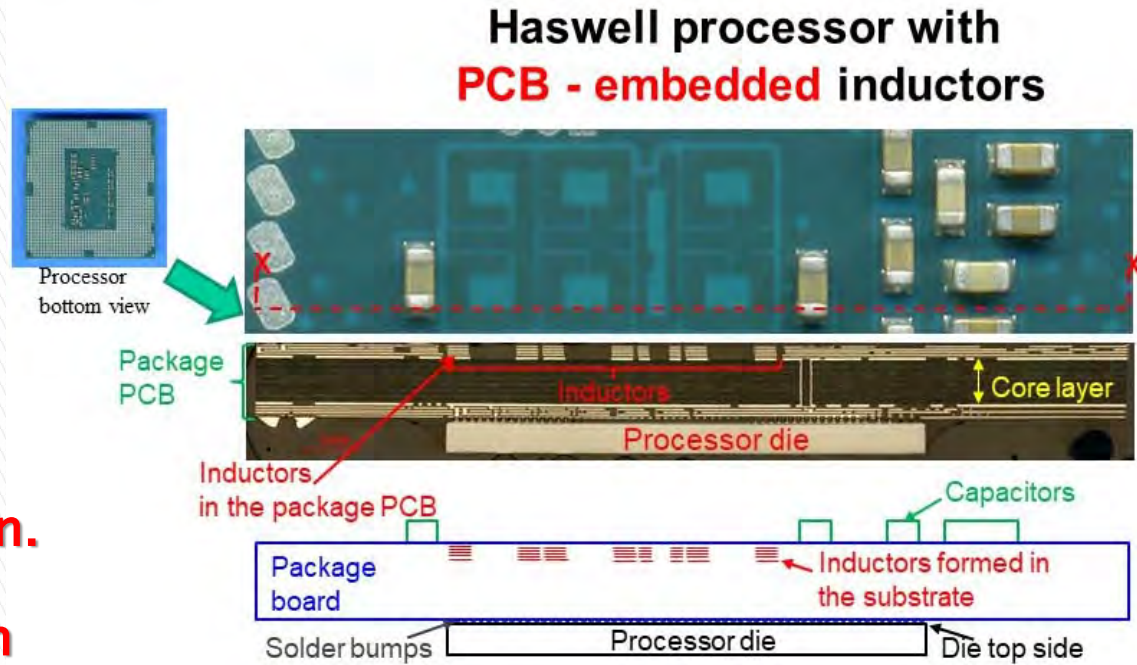 Haswell processor with
PCB - embedded inductors
Processor
bottom view
X
X
Package
PCB
Inductors
Core layer
Processor die
Inductors
in the package PCB
Capacitors
n.
Package
board
Inductors formed in
the substrate
Solder bumps
Processor die
Die top side